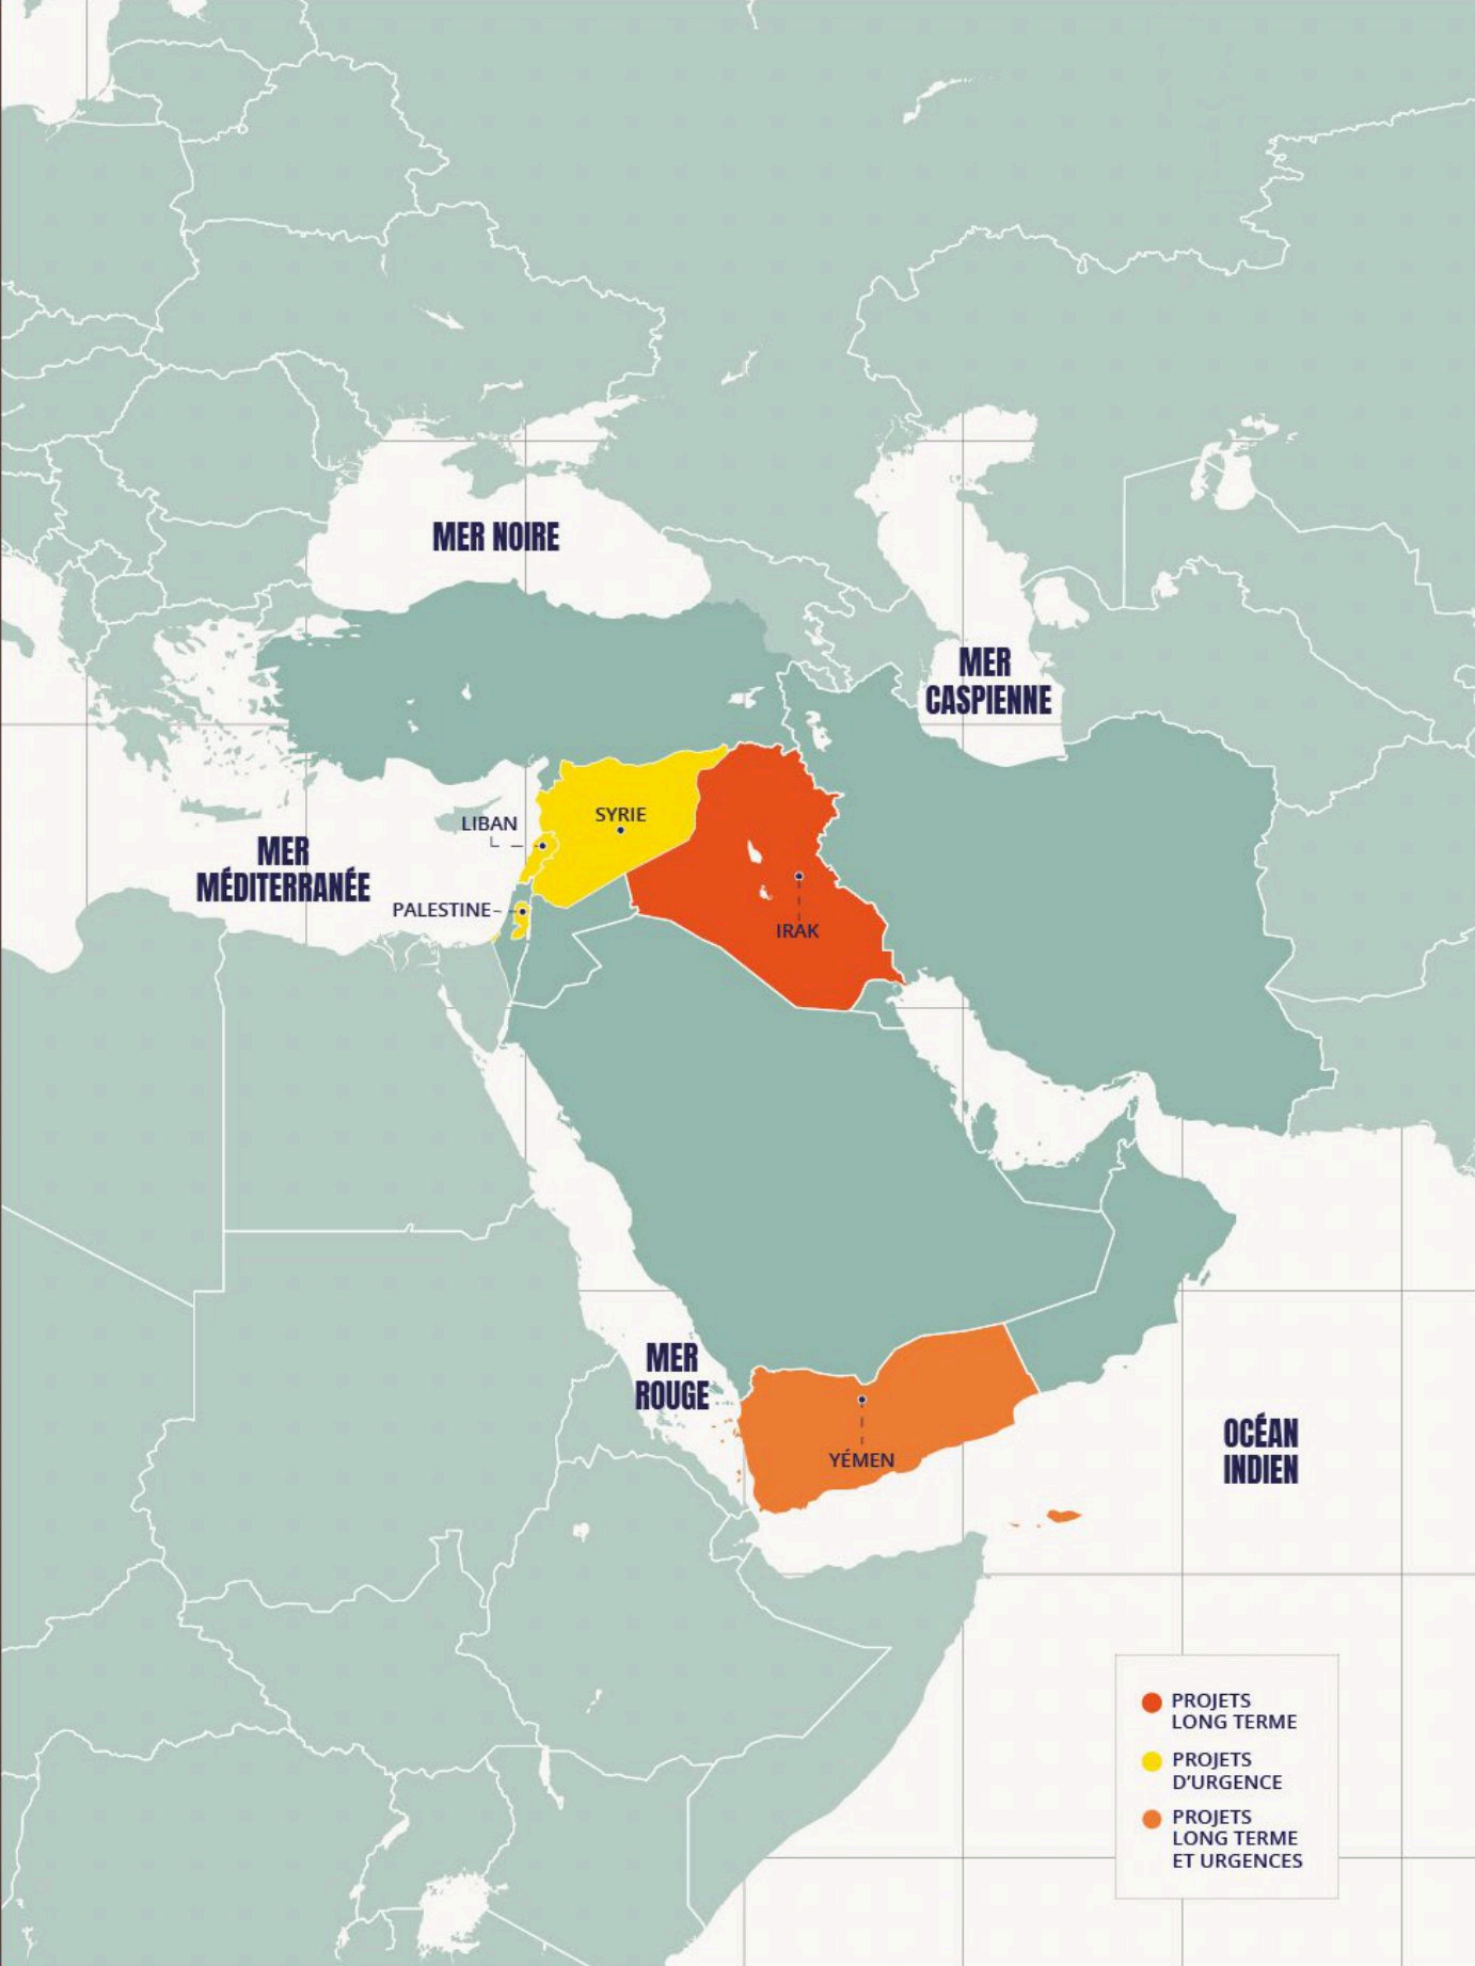 MER NOIRE
MER
CASPIENNE
SYRIE
LIBAN
MER
MÉDITERRANÉE
PALESTINE
IRAK
MER
ROUGE
YÉMEN
OCÉAN
INDIEN
PROJETS
LONG TERME
PROJETS
D'URGENCE
PROJETS
LONG TERME
ET URGENCES